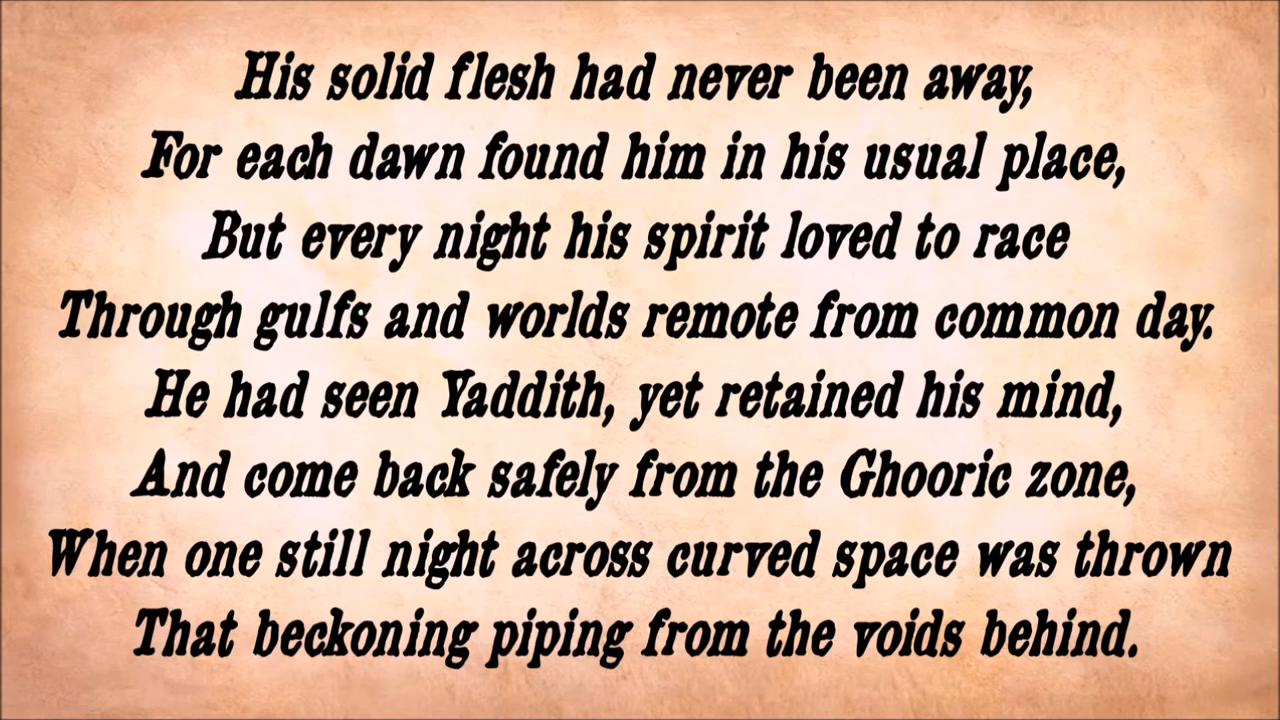 His solid flesh had never been away,
For each dawn found him in his usual place,
But every night his spirit loved to race
Through gulfs and worlds remote from common day.
He had seen Yaddith, yet retained his mind,
And come back safely from the Ghooric zone,
When one still night across curved space was thrown
That beckoning piping from the voids behind.